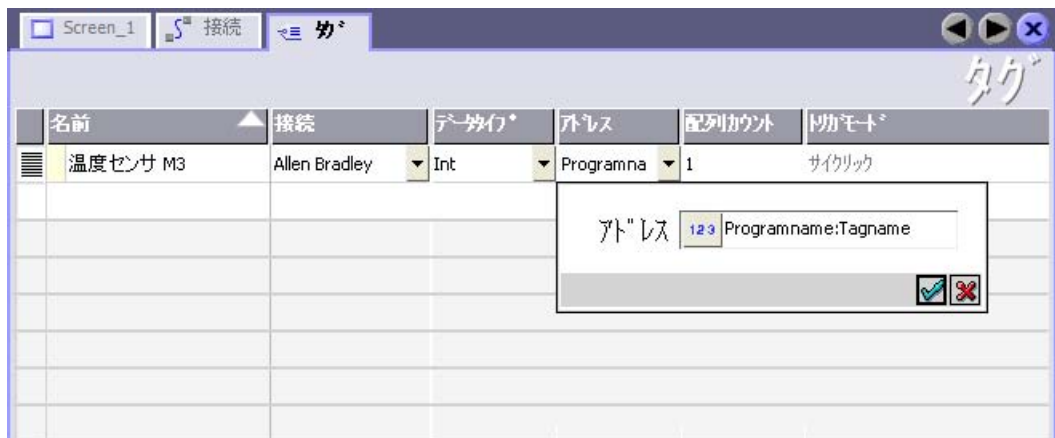 Screen_1 接続 ﾀｸﾞ
タグ
名前 接続 ﾃﾞｰﾀﾀｲﾌﾟ ｱﾄﾞﾚｽ 配列ｶｳﾝﾄ ﾄﾘｶﾞﾓｰﾄﾞ
温度センサ M3 Allen Bradley Int Programna 1 サイクリック
アドレス 123 Programname:Tagname